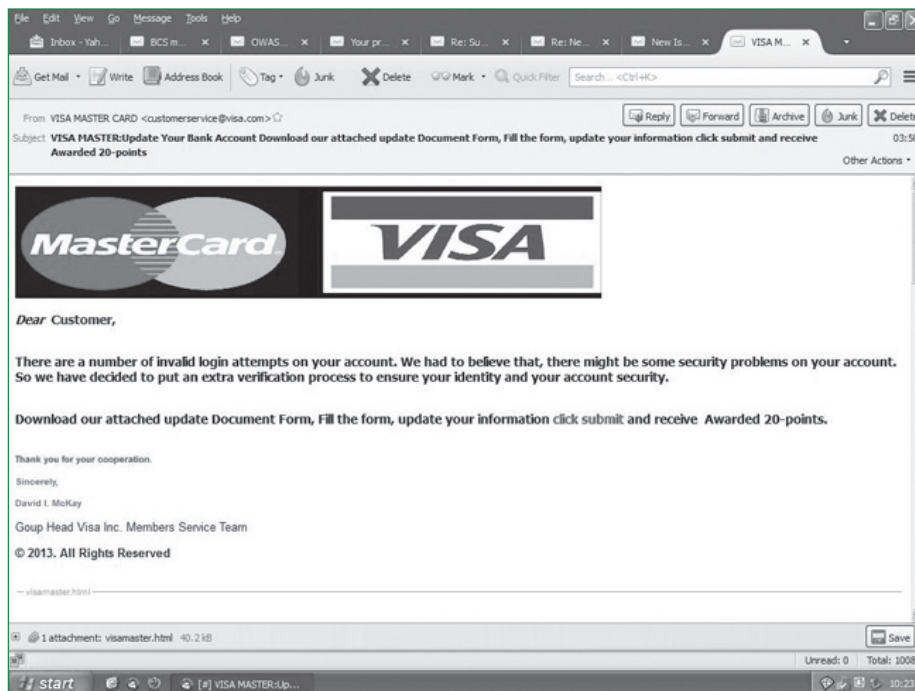 File Edit View Go Message Tools Help
Inbox - Yah... BCS m... OWAS... Your pr... Re: Su... Re: Ne... New Is... VISA M...
Get Mail Write Address Book Tag Junk Delete Mark Quick Filter Search... <Ctrl+K>
From VISA MASTER CARD <customerservice@visa.com> Reply Forward Archive Junk Delete
Subject VISA MASTER:Update Your Bank Account Download our attached update Document Form, Fill the form, update your information click submit and receive 03:50
Awarded 20-points
Other Actions
MasterCard VISA
Dear Customer,
There are a number of invalid login attempts on your account. We had to believe that, there might be some security problems on your account.
So we have decided to put an extra verification process to ensure your identity and your account security.
Download our attached update Document Form, Fill the form, update your information click submit and receive Awarded 20-points.
Thank you for your cooperation.
Sincerely,
David I. McKay
Goup Head Visa Inc. Members Service Team
© 2013. All Rights Reserved
visamaster.html
1 attachment: visamaster.html 40.2 kB Save
Unread: 0 Total: 1008
start [#] VISA MASTER:Up... 10:23